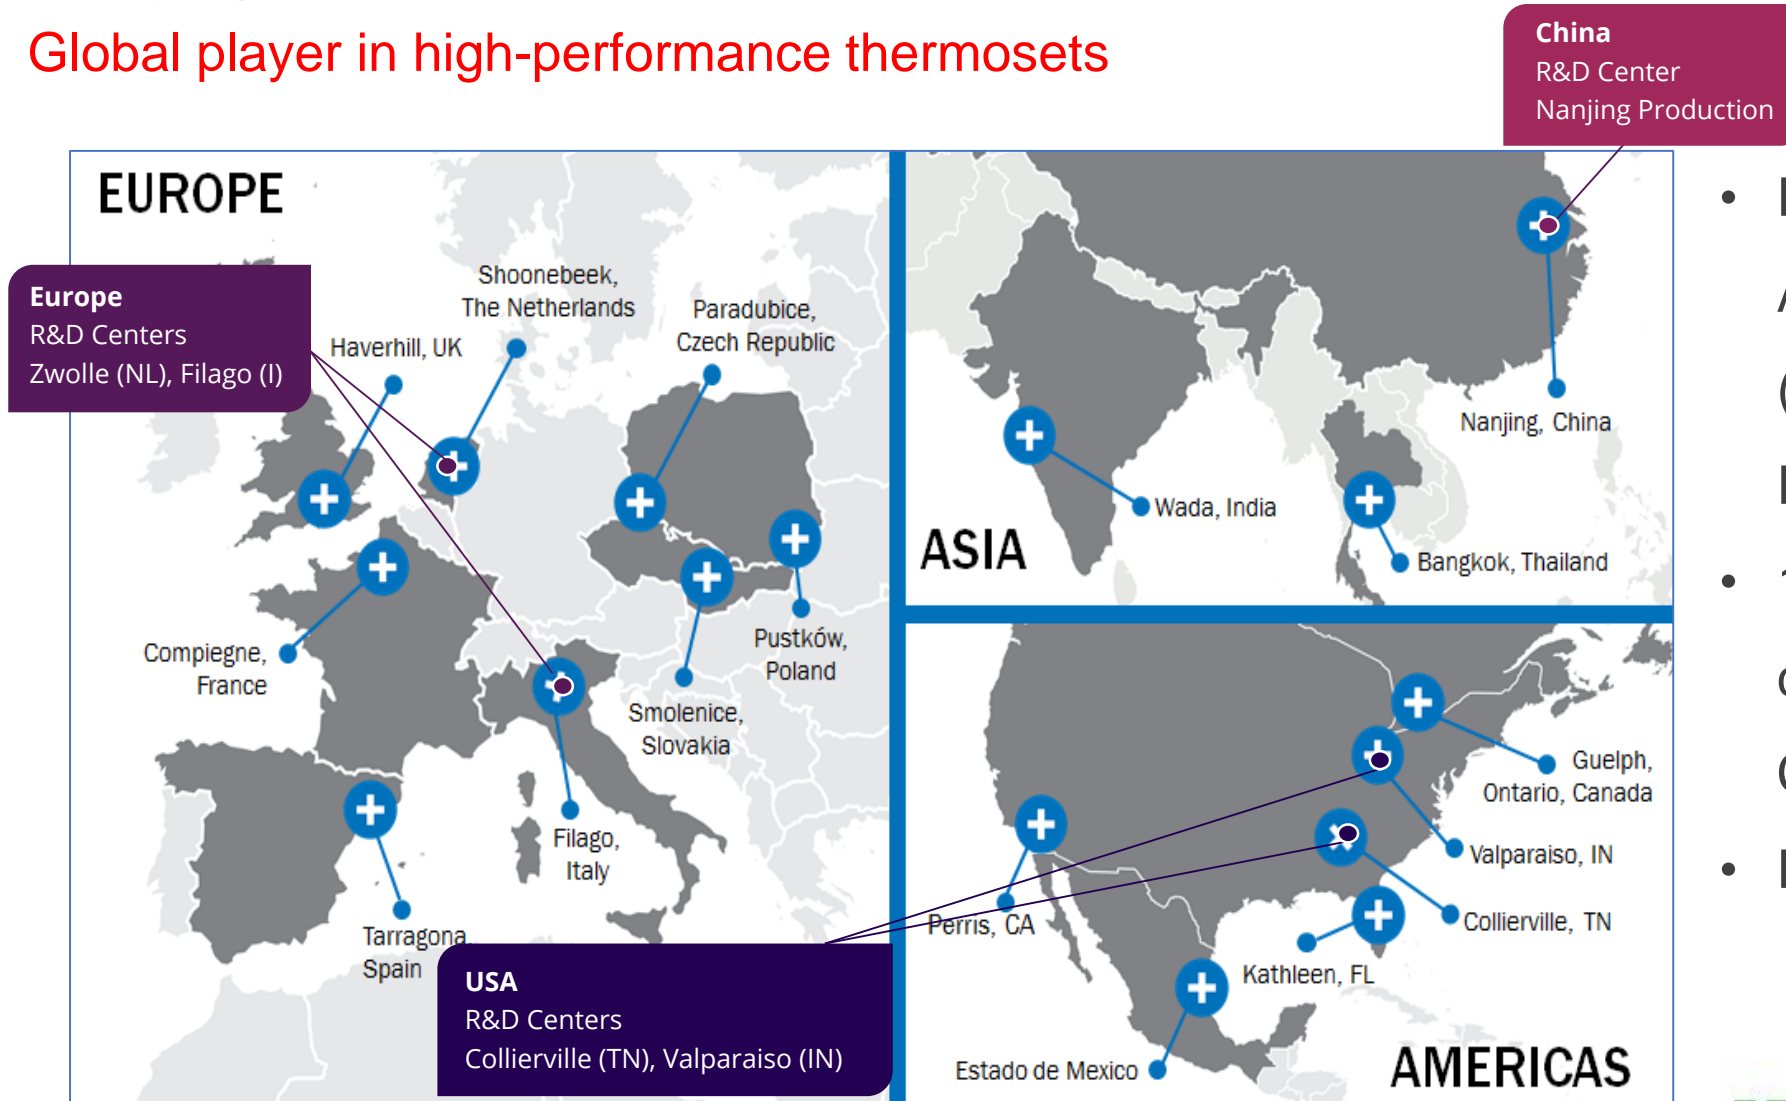 Global player in high-performance thermosets
China
R&D Center
Nanjing Production
EUROPE
Europe
R&D Centers
Zwolle (NL), Filago (I)
Haverhill, UK
Shoonebeek,
The Netherlands
Paradubice,
Czech Republic
Compiegne,
France
Pustków,
Poland
Smolenice,
Slovakia
Filago,
Italy
Tarragona,
Spain
USA
R&D Centers
Collierville (TN), Valparaiso (IN)
ASIA
Nanjing, China
Wada, India
Bangkok, Thailand
Guelph,
Ontario, Canada
Valparaiso, IN
Collierville, TN
Perris, CA
Kathleen, FL
Estado de Mexico
AMERICAS